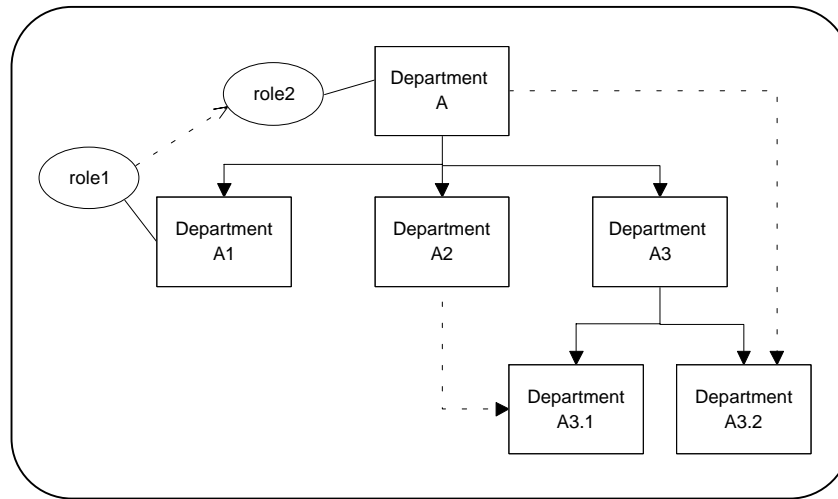 Department
A
role2
role1
Department
A1
Department
A2
Department
A3
Department
A3.1
Department
A3.2